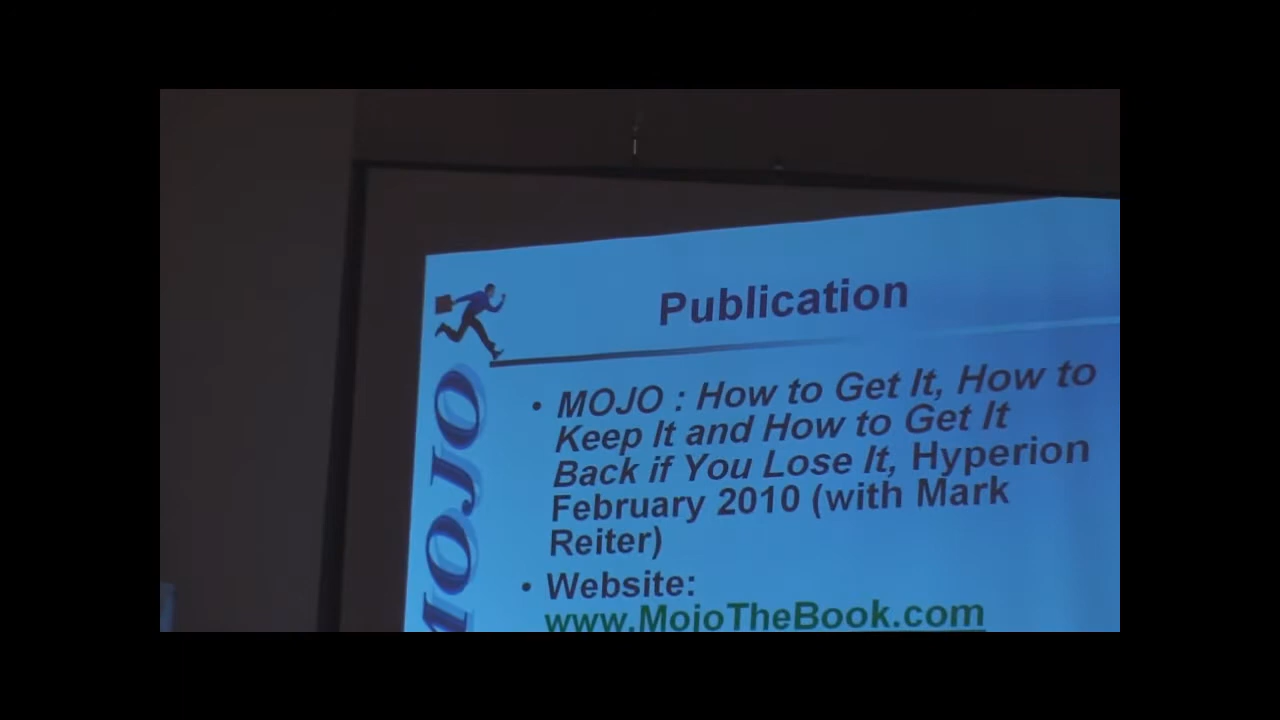 Publication
MOJO
• MOJO : How to Get It, How to
Keep It and How to Get It
Back if You Lose It, Hyperion
February 2010 (with Mark
Reiter)
• Website:
www.MojoTheBook.com